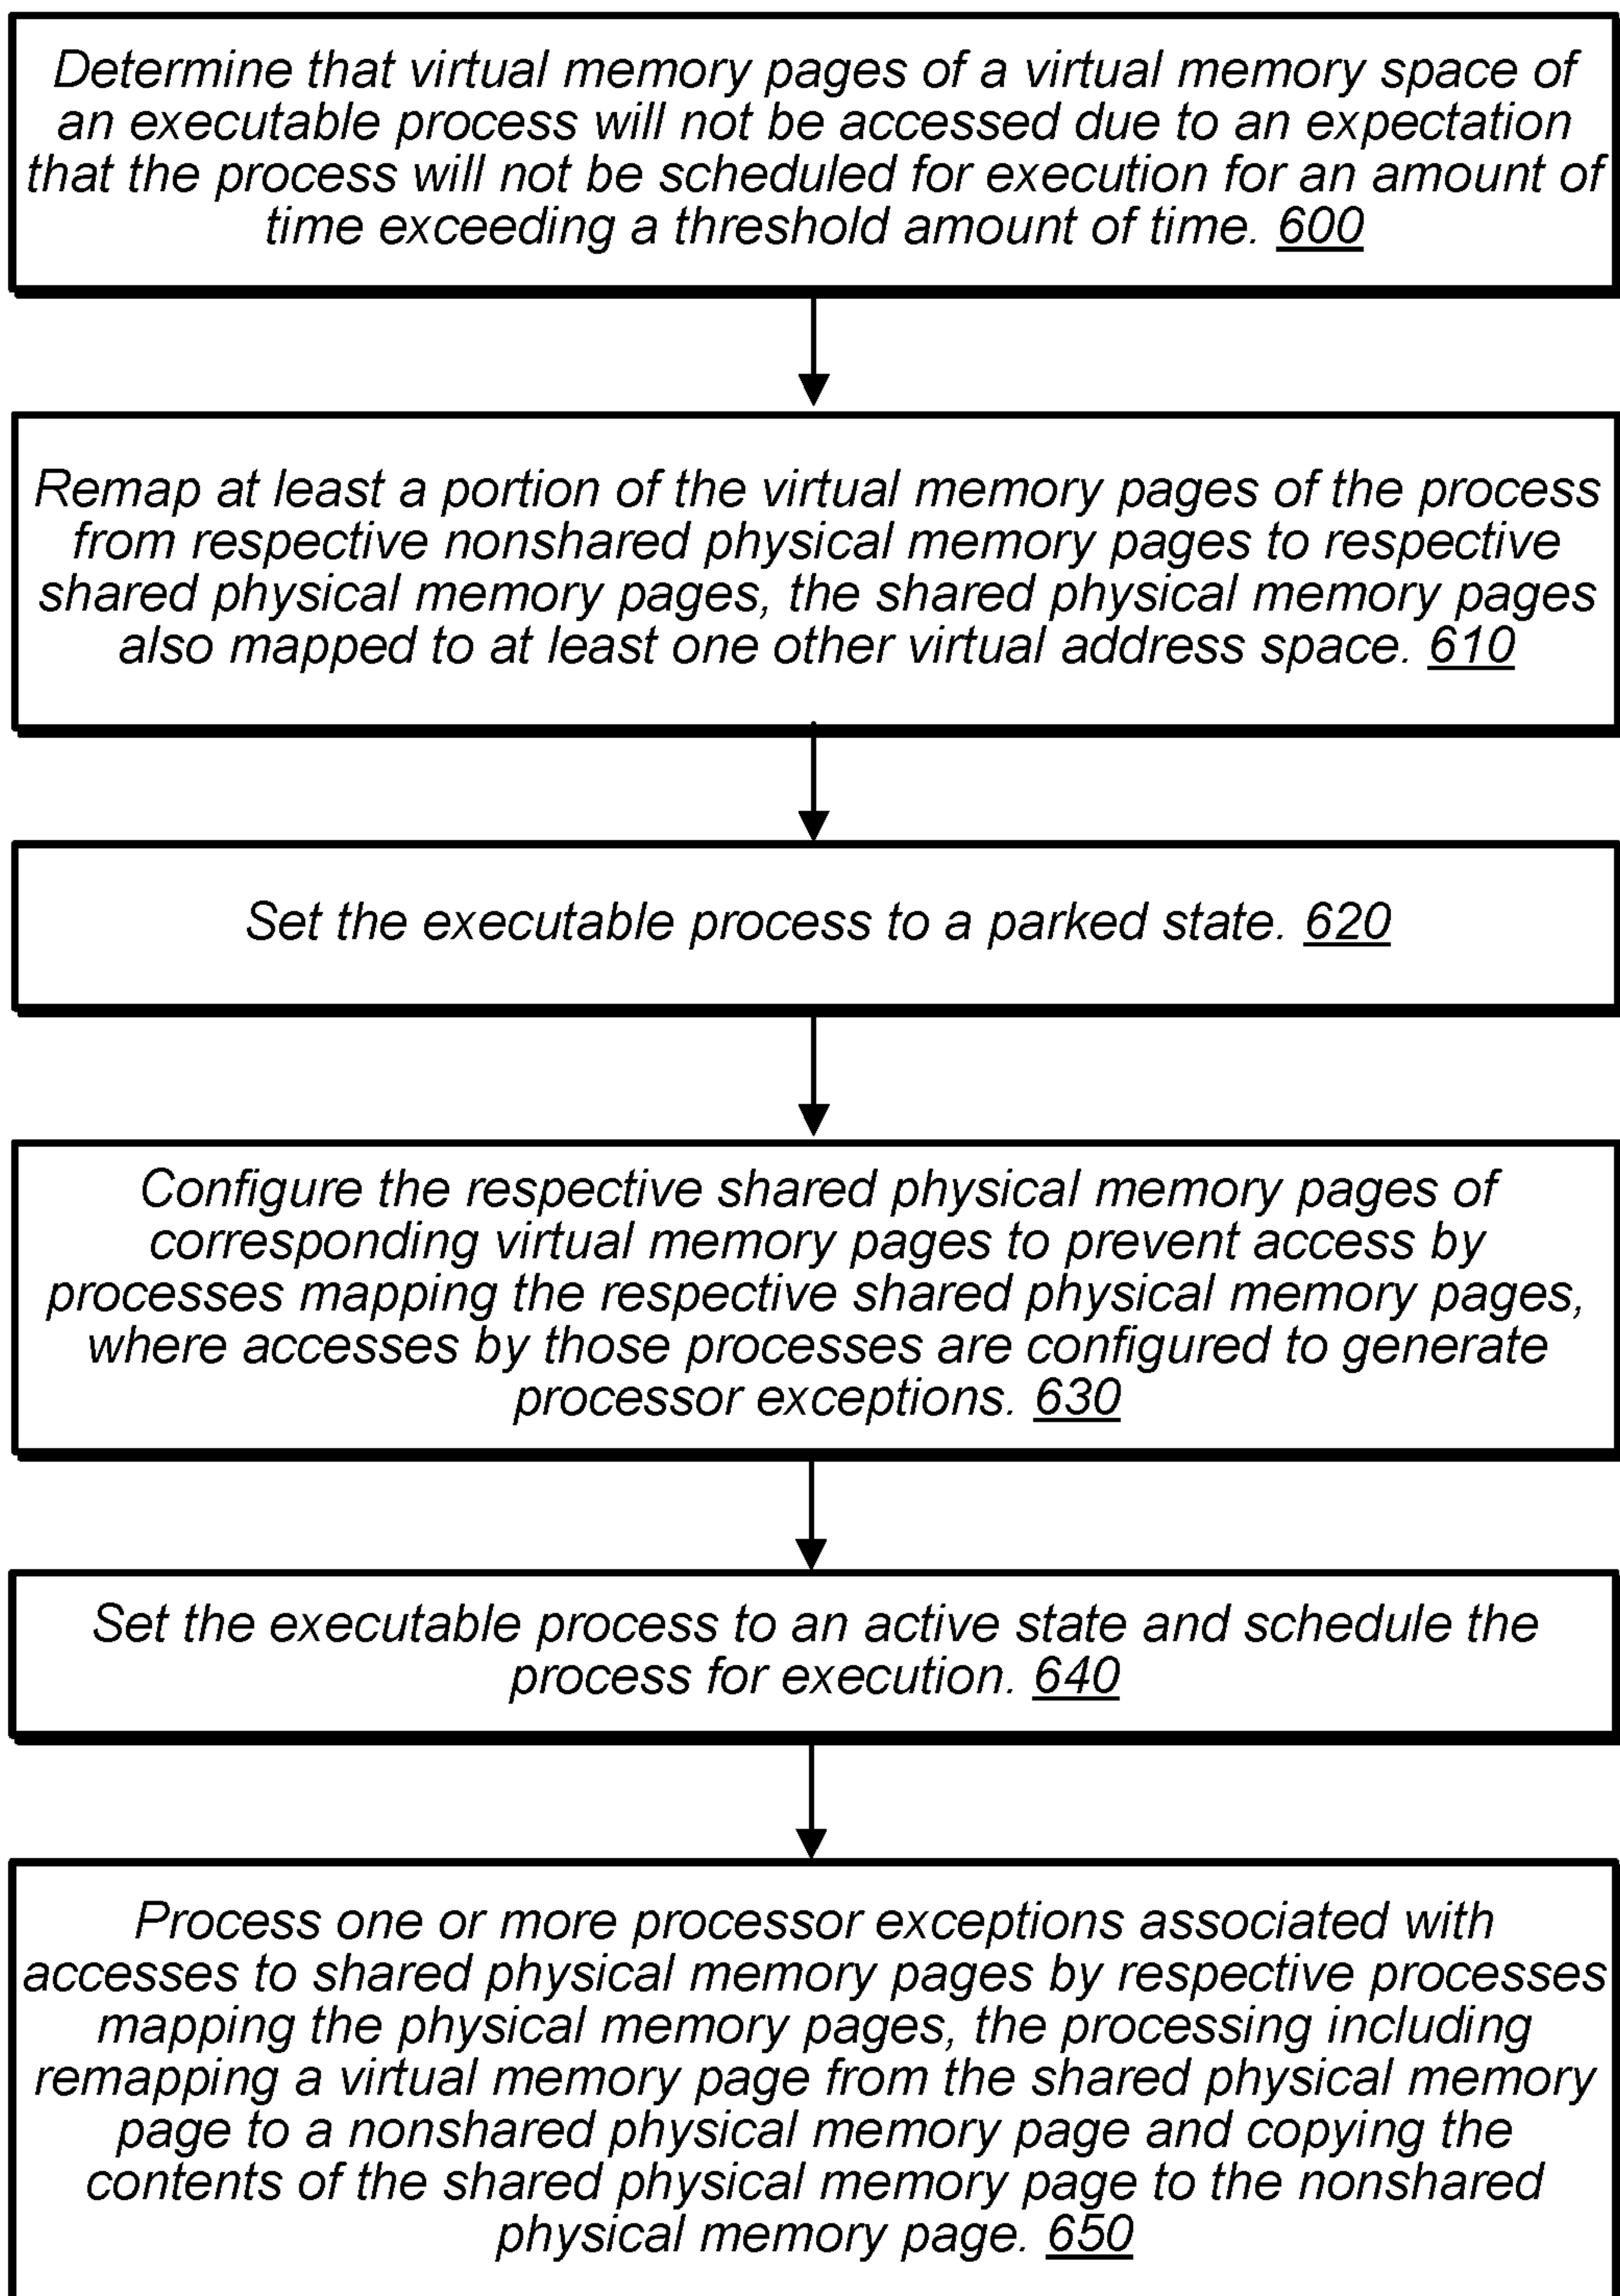 Determine that virtual memory pages of a virtual memory space of
an executable process will not be accessed due to an expectation
that the process will not be scheduled for execution for an amount of
time exceeding a threshold amount of time. 600
Remap at least a portion of the virtual memory pages of the process
from respective nonshared physical memory pages to respective
shared physical memory pages, the shared physical memory pages
also mapped to at least one other virtual address space. 610
Set the executable process to a parked state. 620
Configure the respective shared physical memory pages of
corresponding virtual memory pages to prevent access by
processes mapping the respective shared physical memory pages,
where accesses by those processes are configured to generate
processor exceptions. 630
Set the executable process to an active state and schedule the
process for execution. 640
Process one or more processor exceptions associated with
accesses to shared physical memory pages by respective processes
mapping the physical memory pages, the processing including
remapping a virtual memory page from the shared physical memory
page to a nonshared physical memory page and copying the
contents of the shared physical memory page to the nonshared
physical memory page. 650